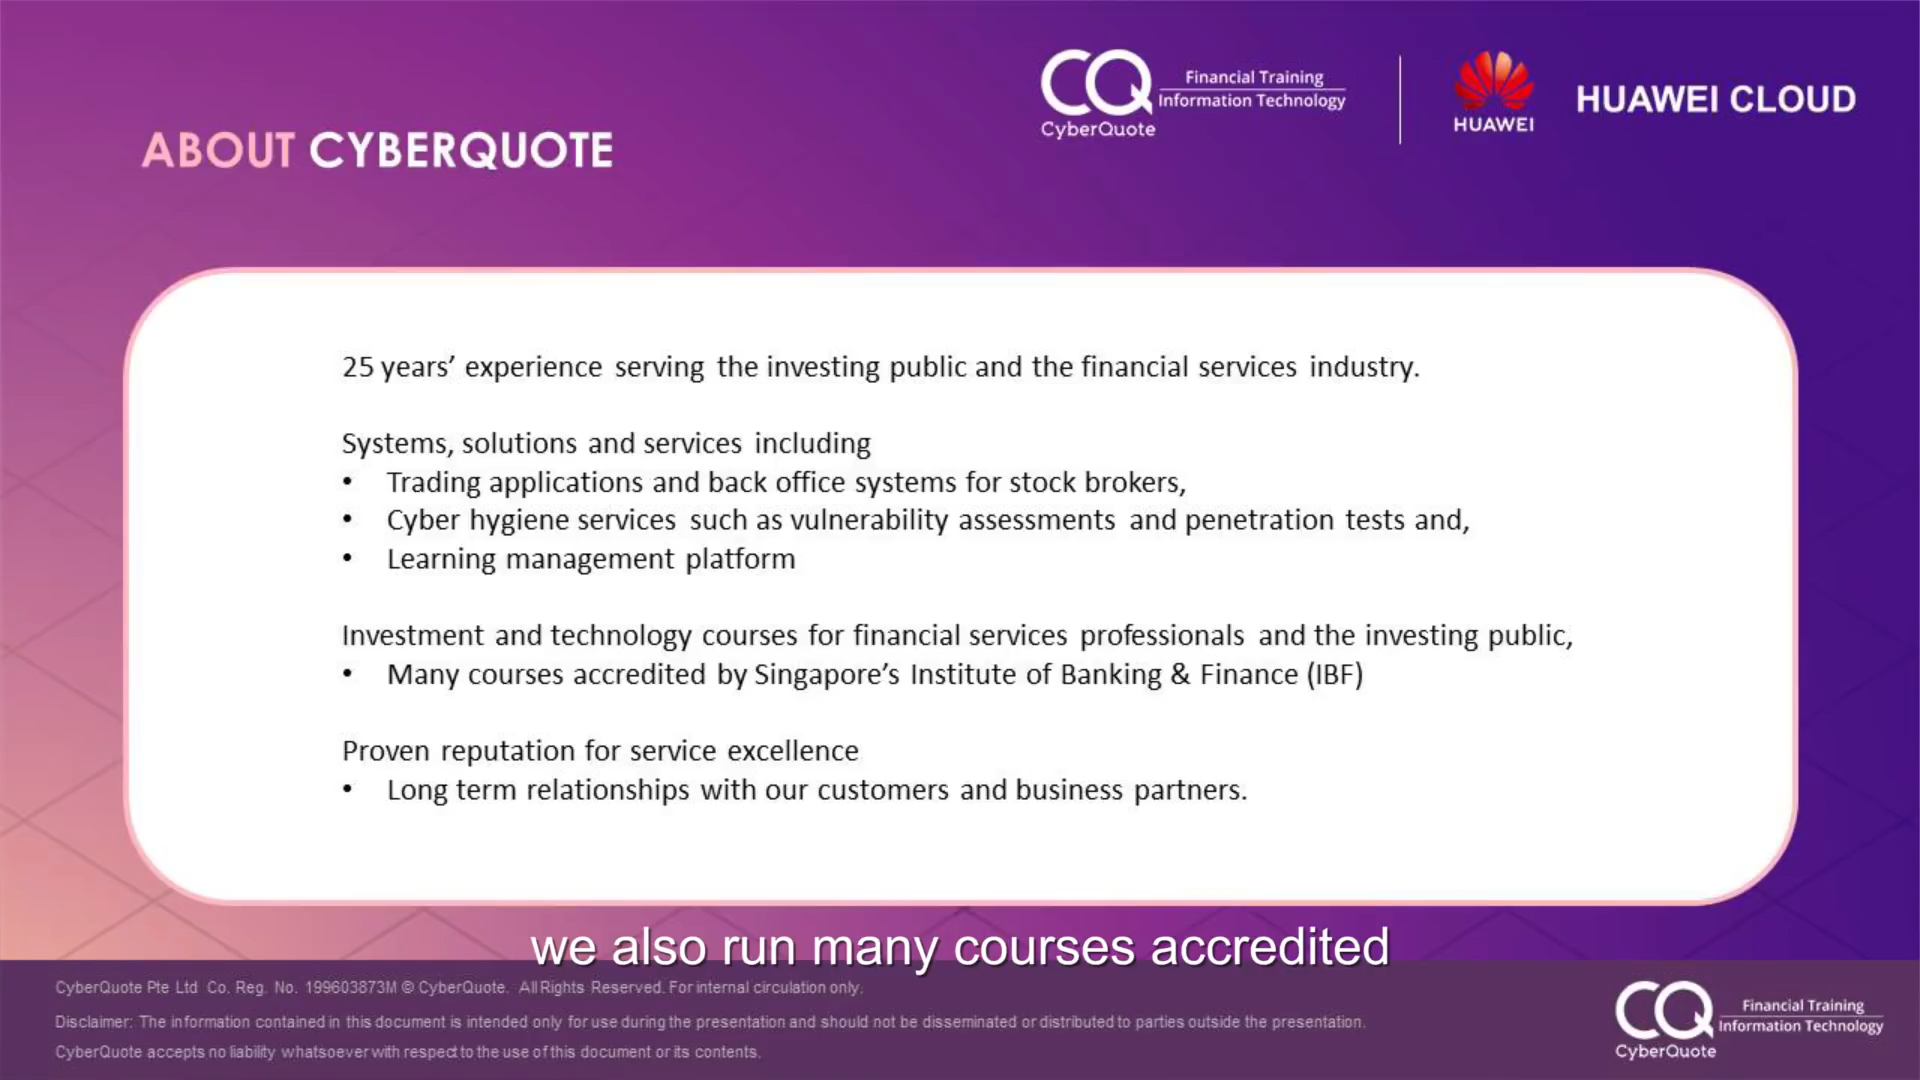 CQ Financial Training
Information Technology
CyberQuote
HUAWEI
HUAWEI CLOUD
ABOUT CYBERQUOTE
25 years’ experience serving the investing public and the financial services industry.
Systems, solutions and services including
• Trading applications and back office systems for stock brokers,
• Cyber hygiene services such as vulnerability assessments and penetration tests and,
• Learning management platform
Investment and technology courses for financial services professionals and the investing public,
• Many courses accredited by Singapore’s Institute of Banking & Finance (IBF)
Proven reputation for service excellence
• Long term relationships with our customers and business partners.
we also run many courses accredited
CyberQuote Pte Ltd Co. Reg. No. 199603873M © CyberQuote. All Rights Reserved. For internal circulation only.
Disclaimer: The information contained in this document is intended only for use during the presentation and should not be disseminated or distributed to parties outside the presentation.
CyberQuote accepts no liability whatsoever with respect to the use of this document or its contents.
CQ Financial Training
Information Technology
CyberQuote